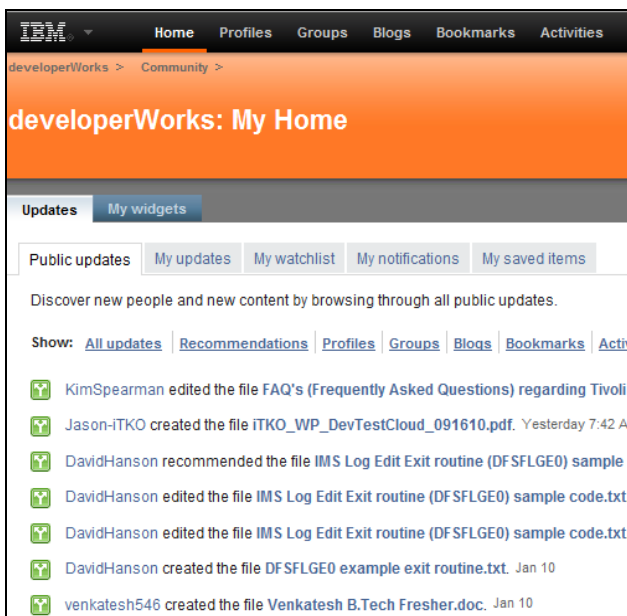 IBM® Home Profiles Groups Blogs Bookmarks Activities
developerWorks > Community >
developerWorks: My Home
Updates My widgets
Public updates My updates My watchlist My notifications My saved items
Discover new people and new content by browsing through all public updates.
Show: All updates Recommendations Profiles Groups Blogs Bookmarks
KimSpearman edited the file FAQ's (Frequently Asked Questions) regarding Tivoli
Jason-iTKO created the file iTKO_WP_DevTestCloud_091610.pdf. Yesterday 7:42 A
DavidHanson recommended the file IMS Log Edit Exit routine (DFSFLGE0) sample
DavidHanson edited the file IMS Log Edit Exit routine (DFSFLGE0) sample code.txt
DavidHanson edited the file IMS Log Edit Exit routine (DFSFLGE0) sample code.txt
DavidHanson created the file DFSFLGE0 example exit routine.txt. Jan 10
venkatesh546 created the file Venkatesh B.Tech Fresher.doc. Jan 10